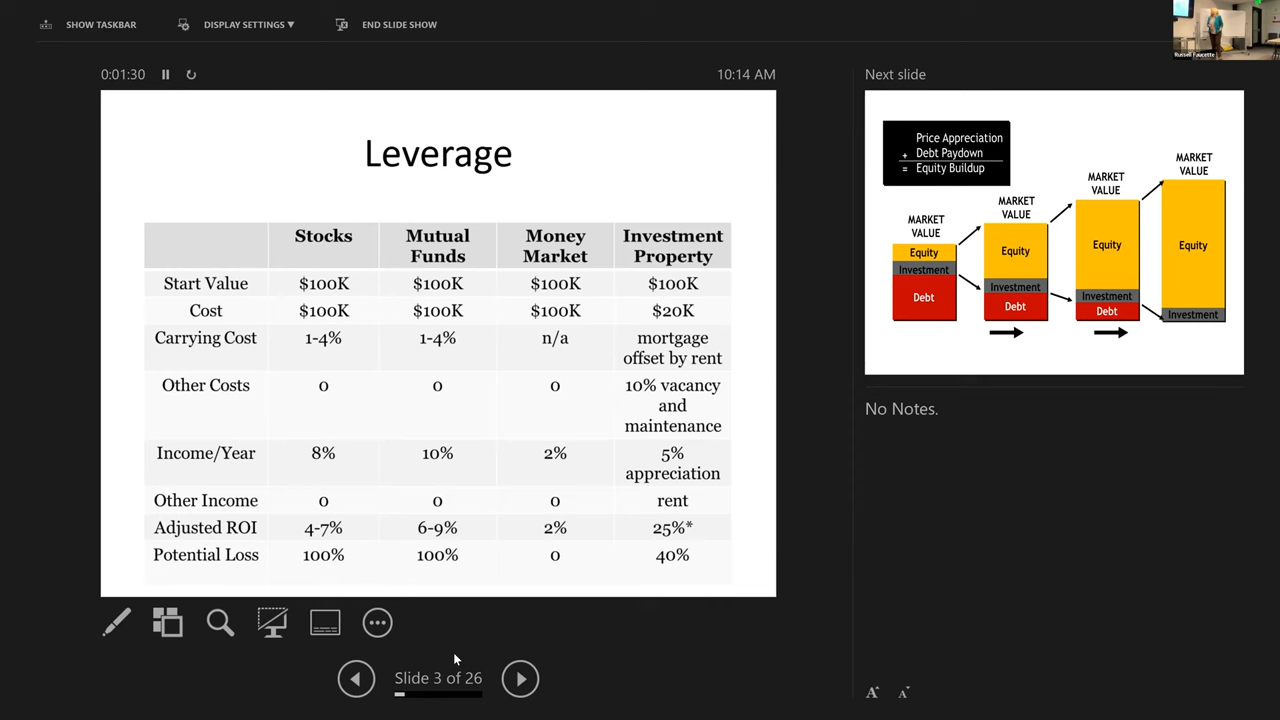 SHOW TASKBAR
DISPLAY SETTINGS ▼
END SLIDE SHOW
Russell Faucette
0:01:30
10:14 AM
Leverage
Stocks Mutual Funds Money Market Investment Property
Start Value $100K $100K $100K $100K
Cost $100K $100K $100K $20K
Carrying Cost 1-4% 1-4% n/a mortgage offset by rent
Other Costs 0 0 0 10% vacancy and maintenance
Income/Year 8% 10% 2% 5% appreciation
Other Income 0 0 0 rent
Adjusted ROI 4-7% 6-9% 2% 25%*
Potential Loss 100% 100% 0 40%
Slide 3 of 26
Next slide
Price Appreciation
+ Debt Paydown
= Equity Buildup
MARKET VALUE
Equity
Investment
Debt
MARKET VALUE
Equity
Investment
Debt
MARKET VALUE
Equity
Investment
Debt
MARKET VALUE
Equity
Investment
No Notes.
A A